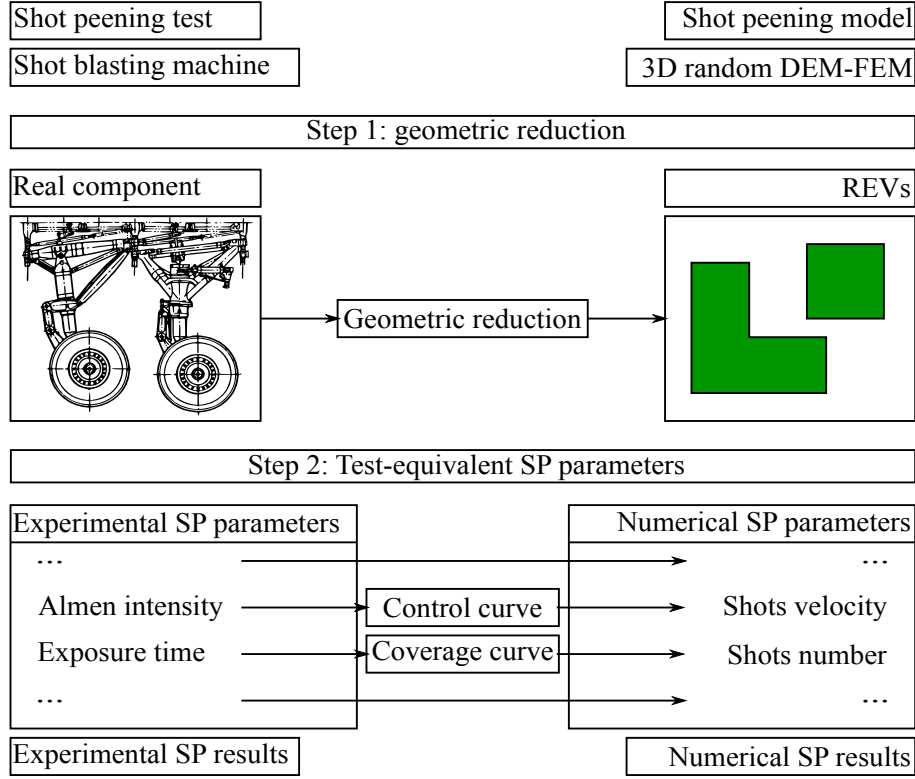 Shot peening test
Shot peening model
Shot blasting machine
3D random DEM-FEM
Step 1: geometric reduction
Real component
REVs
Geometric reduction
Step 2: Test-equivalent SP parameters
Experimental SP parameters
Numerical SP parameters
...
...
Almen intensity
Control curve
Shots velocity
Exposure time
Coverage curve
Shots number
...
...
Experimental SP results
Numerical SP results